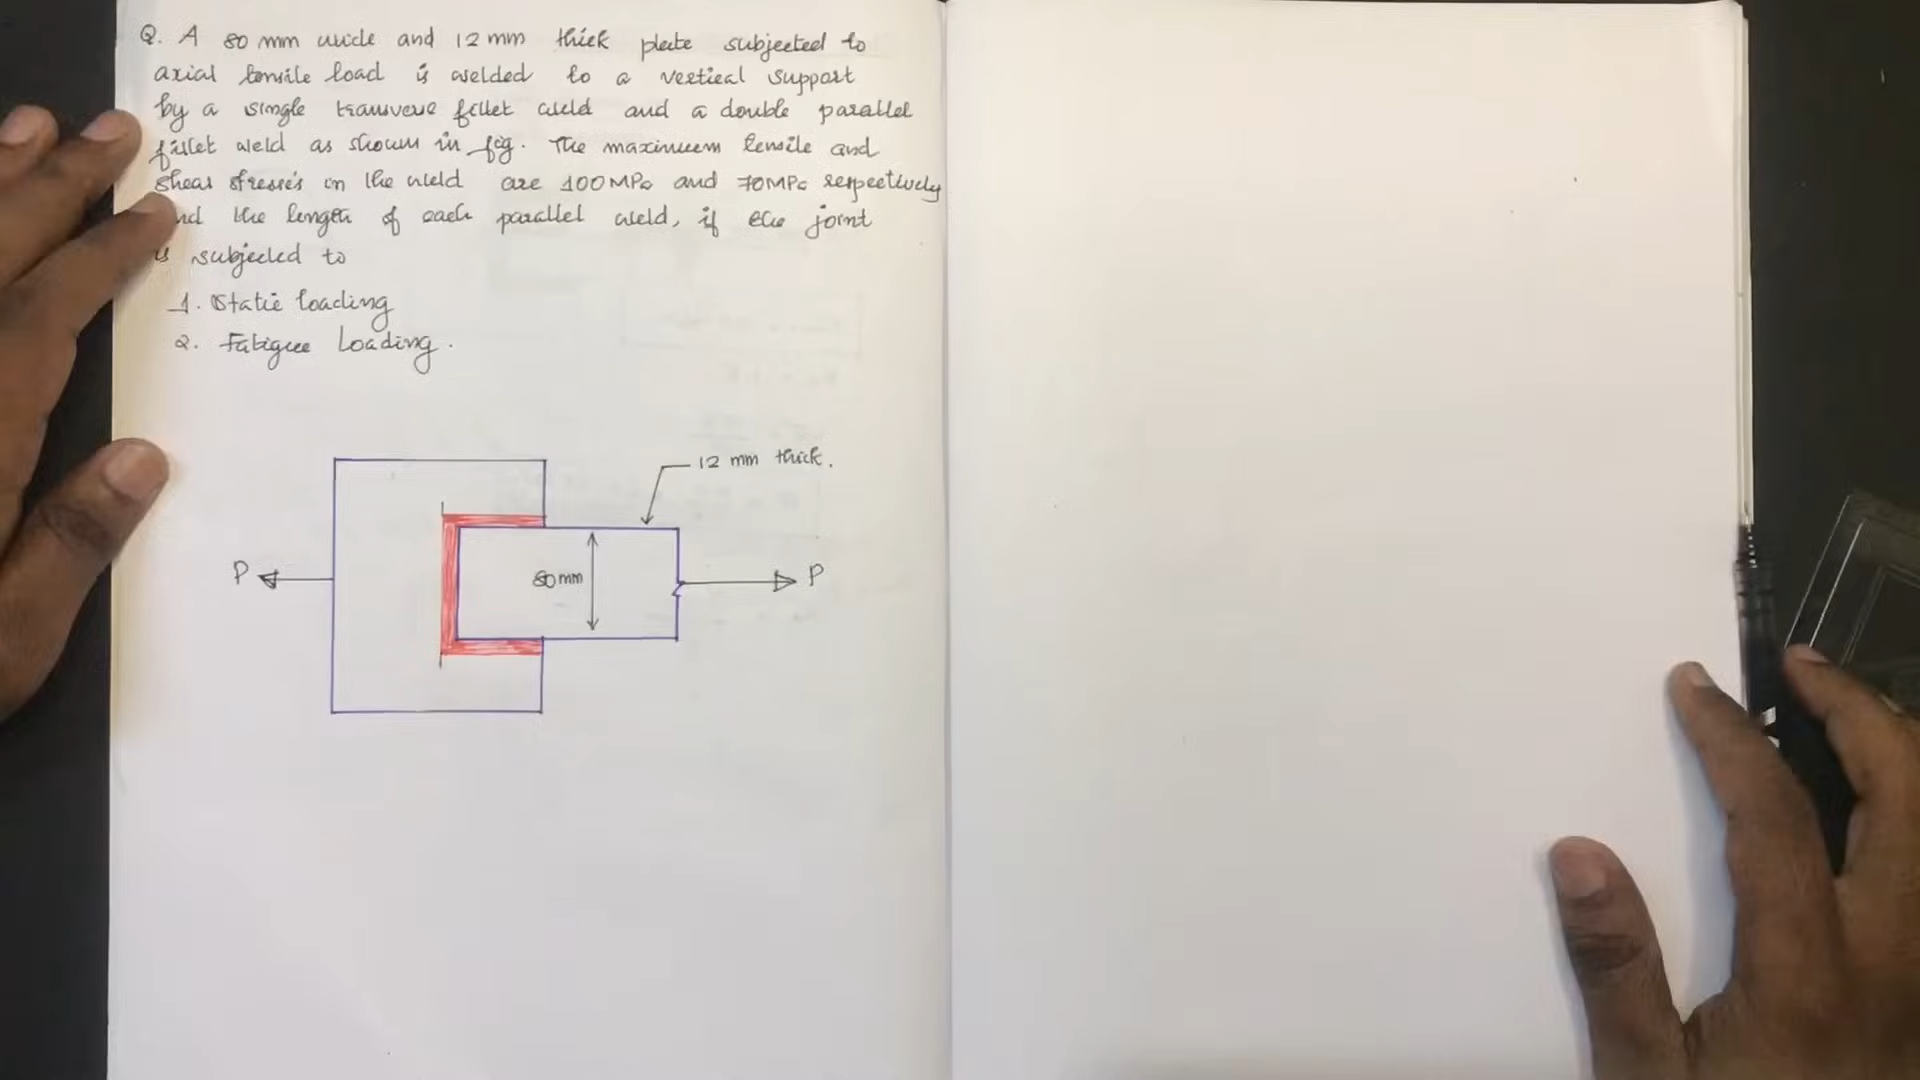 Q. A 80 mm wide and 12 mm thick plate subjected to
axial tensile load is welded to a vertical support
by a single transverse fillet weld and a double parallel
fillet weld as shown in fig. The maximum tensile and
shear stresses in the weld are 100 MPa and 70 MPa respectively
the length of each parallel weld, if the joint
is subjected to
1. Static loading
2. Fatigue Loading.
12 mm thick.
P
80 mm
P